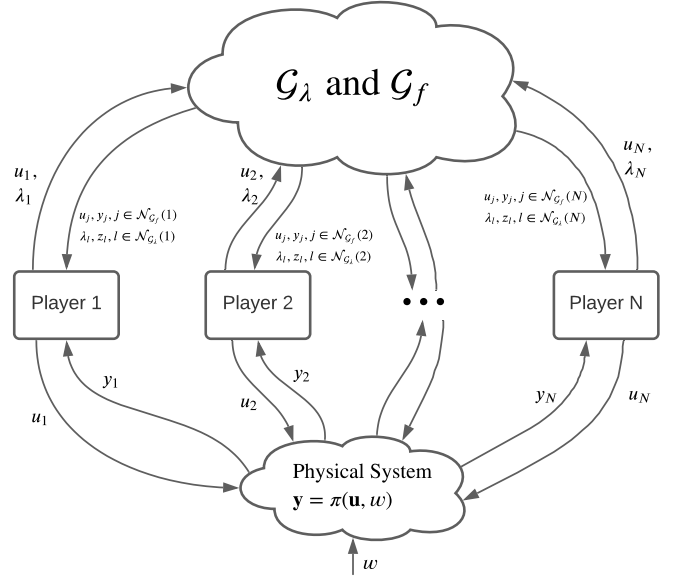 𝒢_λ and 𝒢_f
u_1,
λ_1
u_2,
λ_2
u_N,
λ_N
u_j, y_j, j ∈ 𝒩_{𝒢_f}(1)
λ_l, z_l, l ∈ 𝒩_{𝒢_λ}(1)
u_j, y_j, j ∈ 𝒩_{𝒢_f}(2)
λ_l, z_l, l ∈ 𝒩_{𝒢_λ}(2)
u_j, y_j, j ∈ 𝒩_{𝒢_f}(N)
λ_l, z_l, l ∈ 𝒩_{𝒢_λ}(N)
Player 1
Player 2
•••
Player N
y_1
u_1
y_2
u_2
y_N
u_N
Physical System
𝐲 = π(𝐮, w)
w